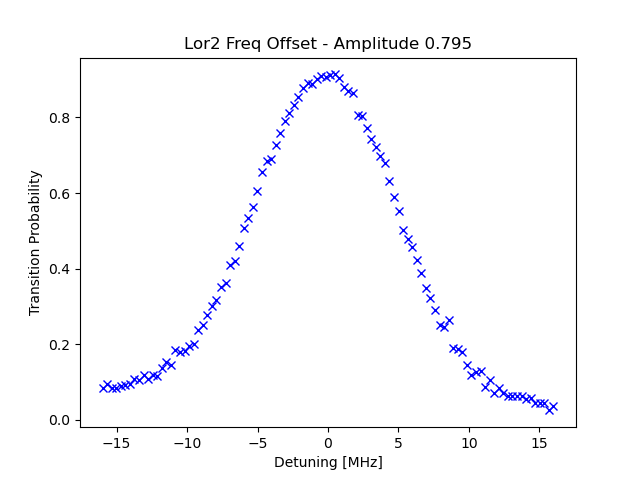 Lor2 Freq Offset - Amplitude 0.795
Transition Probability
0.8
0.6
0.4
0.2
0.0
−15 −10 −5 0 5 10 15
Detuning [MHz]